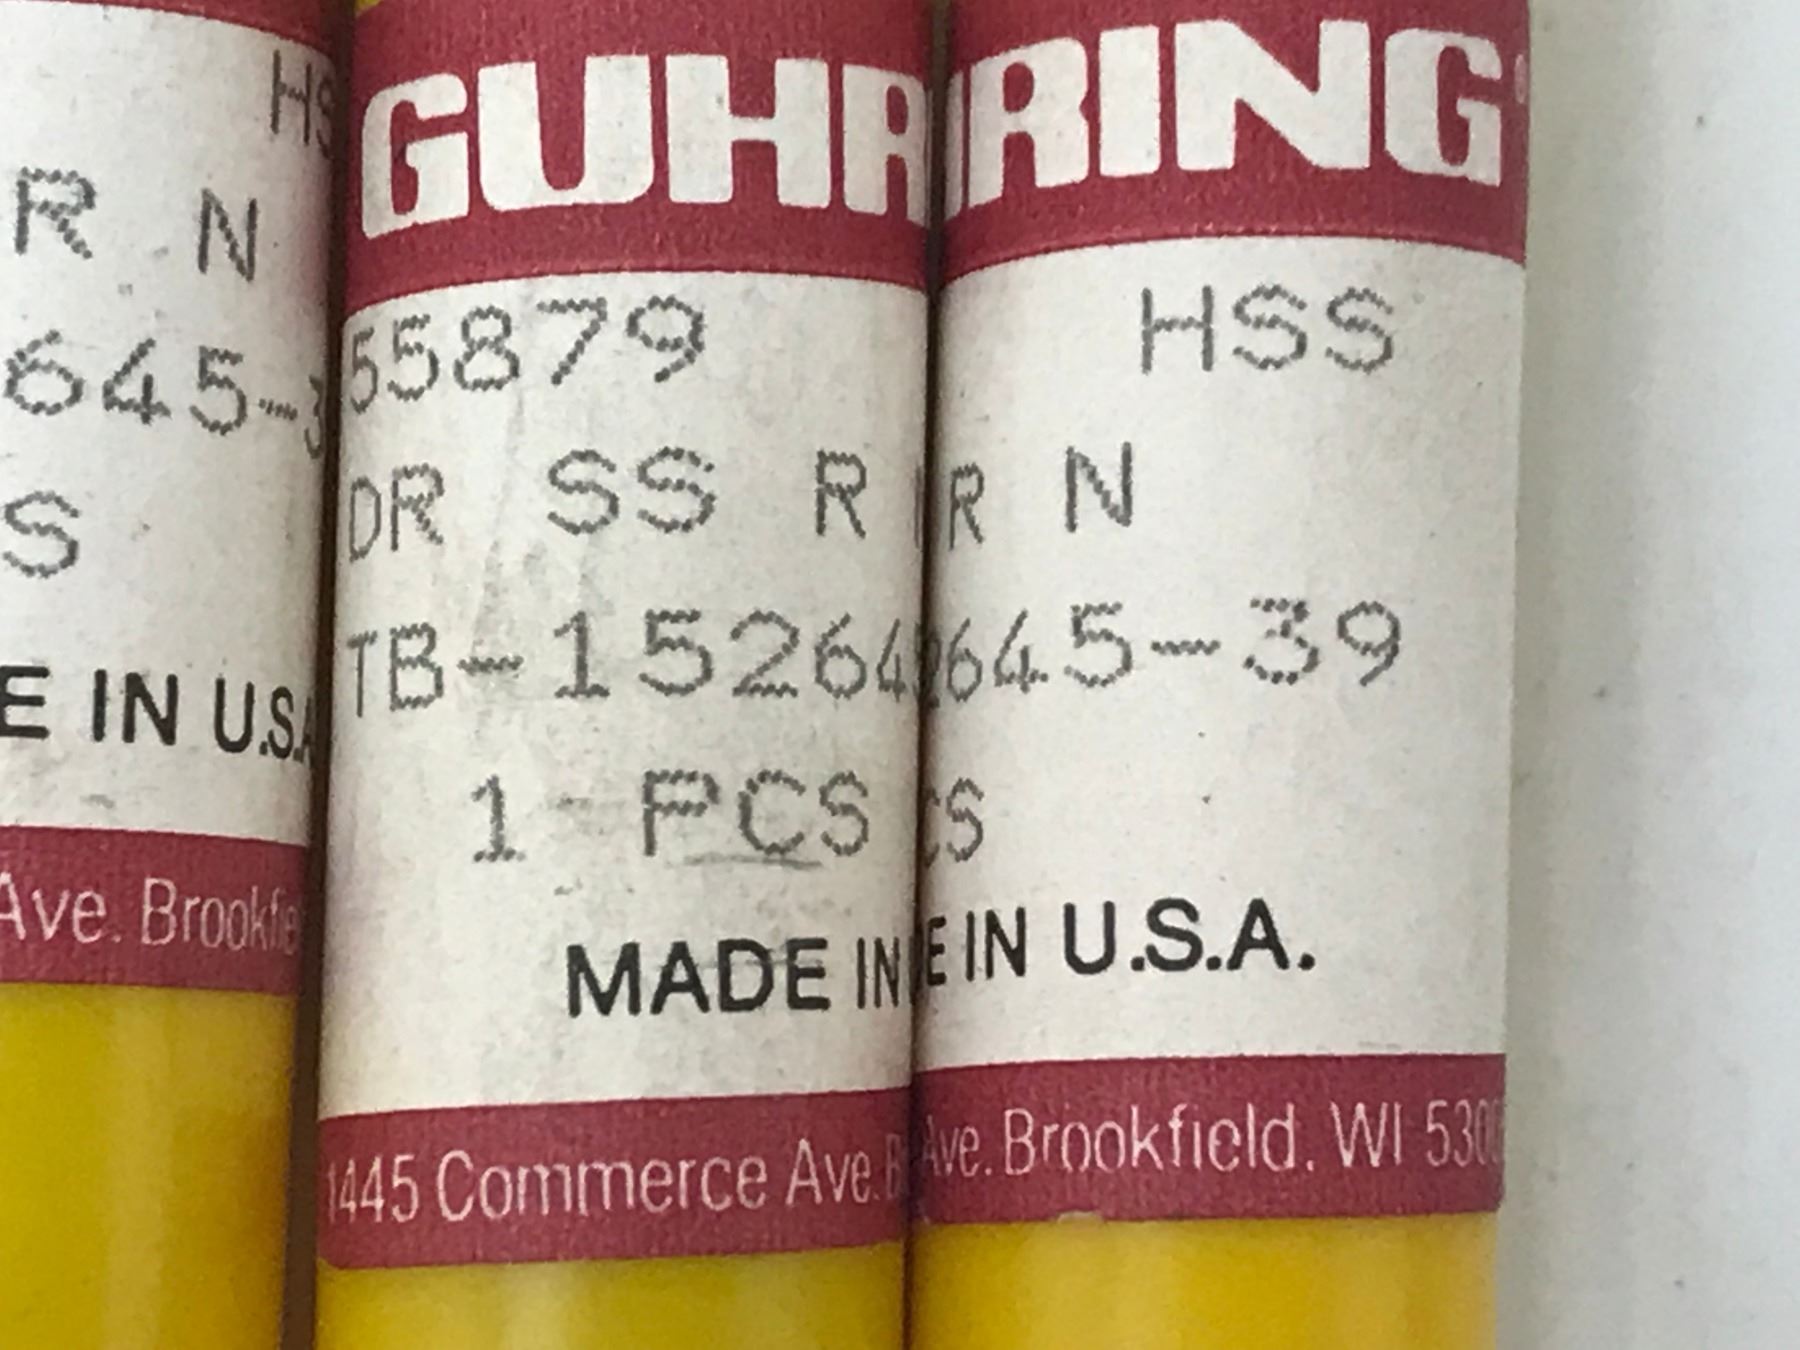 HS
R N
645-3
S
E IN U.S.A
Ave. Brookfie
GUHR
55879
DR SS R
TB-15264
1 PCS
MADE IN
1445 Commerce Ave. B
RING
HSS
R N
2645-39
CS
E IN U.S.A.
Ave. Brookfield, WI 530